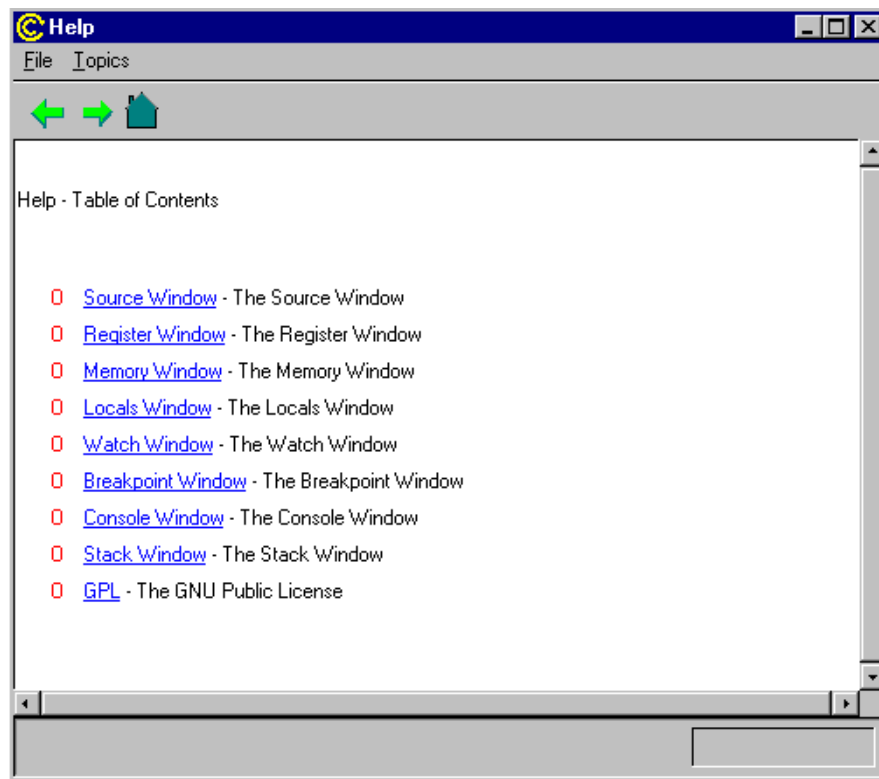 Help
File Topics
Help - Table of Contents
O Source Window - The Source Window
O Register Window - The Register Window
O Memory Window - The Memory Window
O Locals Window - The Locals Window
O Watch Window - The Watch Window
O Breakpoint Window - The Breakpoint Window
O Console Window - The Console Window
O Stack Window - The Stack Window
O GPL - The GNU Public License